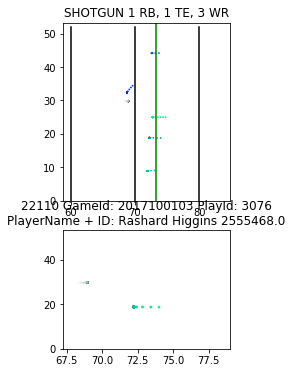 SHOTGUN 1 RB, 1 TE, 3 WR
50
40
30
20
10
0
60 70 80
22110 GameId: 2017100103 PlayId: 3076
PlayerName + ID: Rashard Higgins 2555468.0
40
20
0
67.5 70.0 72.5 75.0 77.5